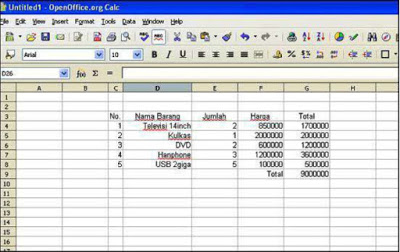 Untitled1 - OpenOffice.org Calc
File Edit View Insert Format Tools Data Window Help
Arial 10 B I U
D26 f(x) Σ =
A B C D E F G H
1
2
3 No. Nama Barang Jumlah Harga Total
4 1 Televisi 14inch 2 850000 1700000
5 2 Kulkas 1 2000000 2000000
6 3 DVD 2 600000 1200000
7 4 Hanphone 3 1200000 3600000
8 5 USB 2giga 5 100000 500000
9 Total 9000000
10
11
12
13
14
15
16